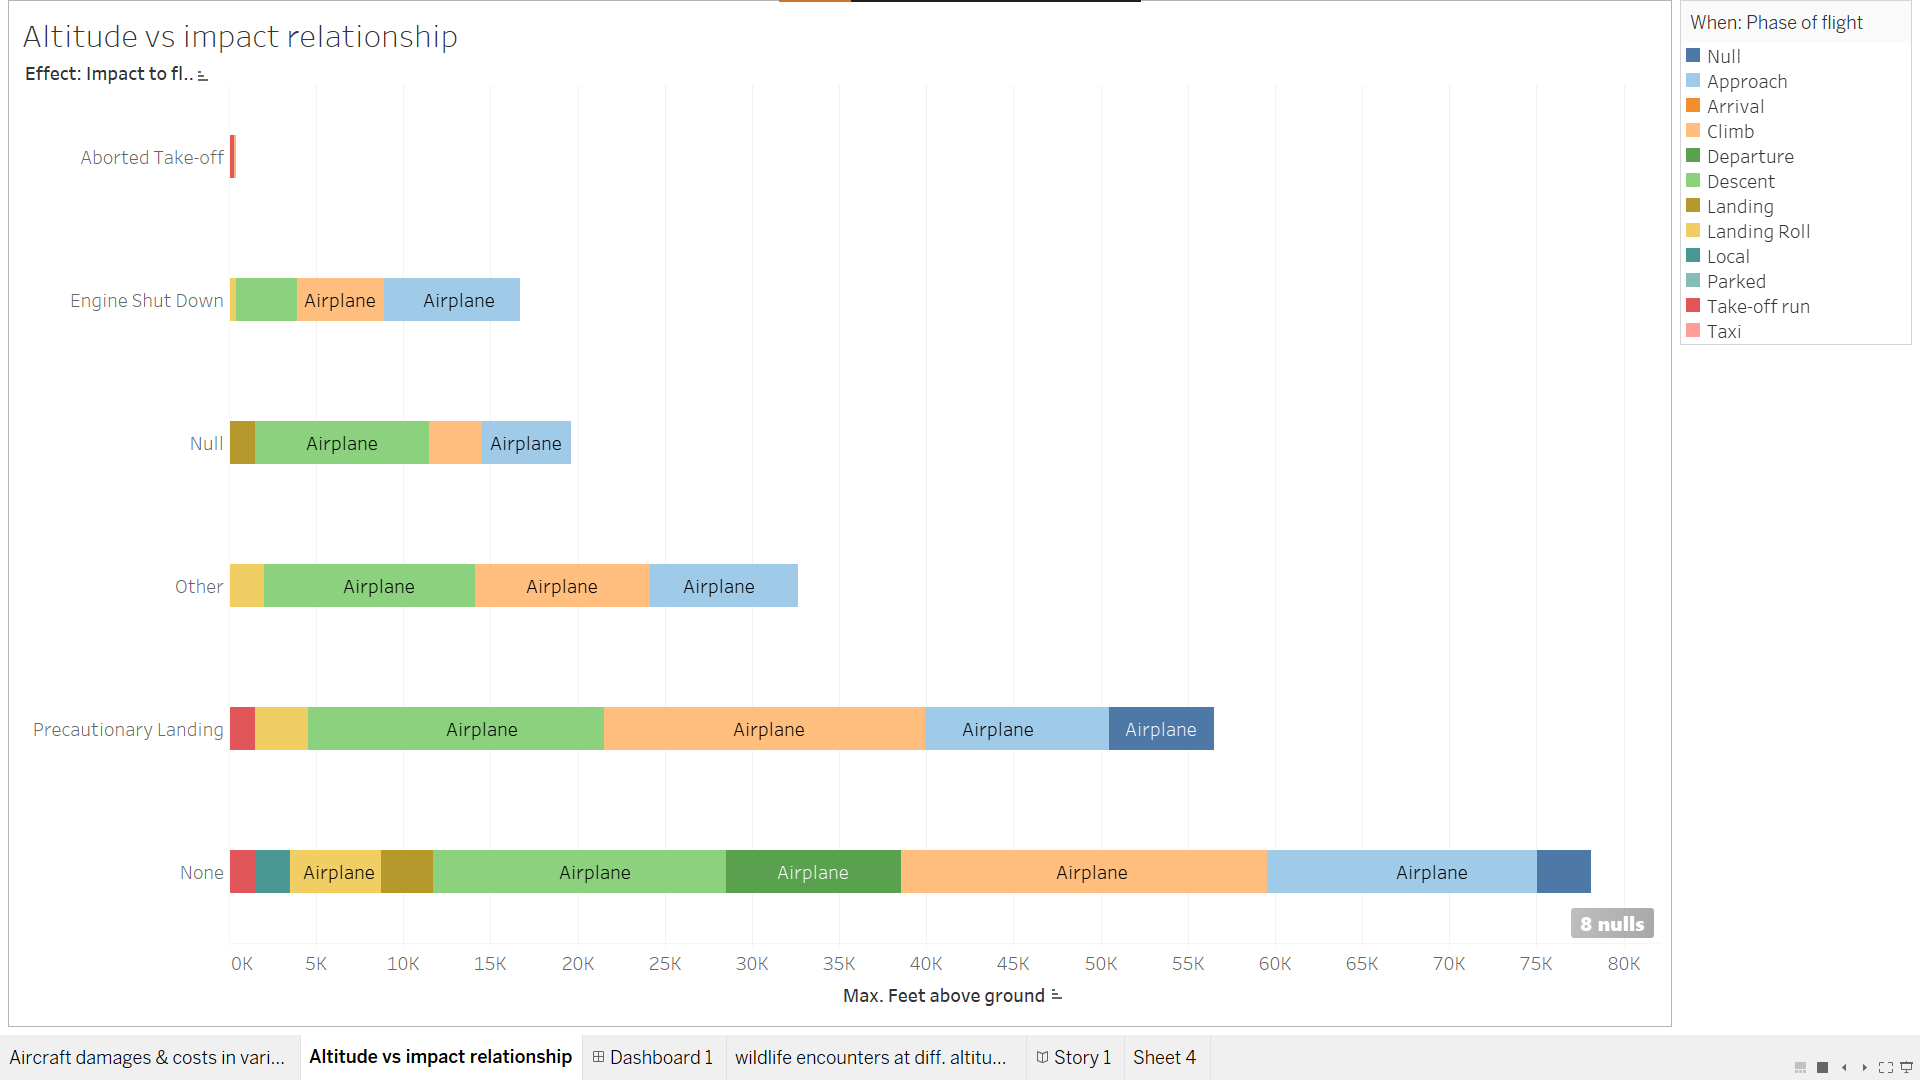 Altitude vs impact relationship
Effect: Impact to fl..
Aborted Take-off
Engine Shut Down
Airplane Airplane
Null
Airplane Airplane
Other
Airplane Airplane Airplane
Precautionary Landing
Airplane Airplane Airplane Airplane
None
Airplane Airplane Airplane Airplane Airplane
8 nulls
0K 5K 10K 15K 20K 25K 30K 35K 40K 45K 50K 55K 60K 65K 70K 75K 80K
Max. Feet above ground
When: Phase of flight
Null
Approach
Arrival
Climb
Departure
Descent
Landing
Landing Roll
Local
Parked
Take-off run
Taxi
Aircraft damages & costs in vari... Altitude vs impact relationship Dashboard 1 wildlife encounters at diff. altitu... Story 1 Sheet 4